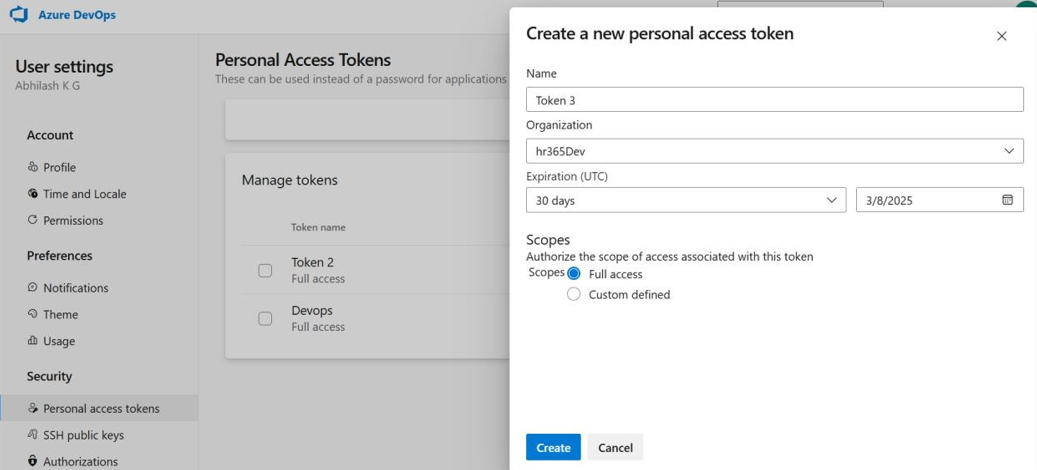 Azure DevOps
User settings
Abhilash K G
Account
Profile
Time and Locale
Permissions
Preferences
Notifications
Theme
Usage
Security
Personal access tokens
SSH public keys
Authorizations
Personal Access Tokens
These can be used instead of a password for applications
Manage tokens
Token name
Token 2
Full access
Devops
Full access
Create a new personal access token
Name
Token 3
Organization
hr365Dev
Expiration (UTC)
30 days
3/8/2025
Scopes
Authorize the scope of access associated with this token
Scopes Full access
Custom defined
Create Cancel